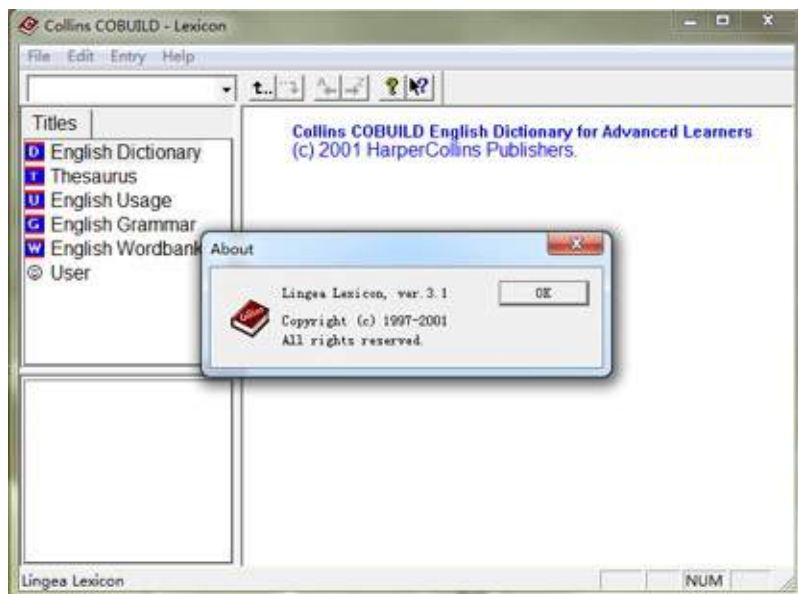 Collins COBUILD - Lexicon
File Edit Entry Help
Titles
D English Dictionary
T Thesaurus
U English Usage
G English Grammar
W English Wordbank
User
Collins COBUILD English Dictionary for Advanced Learners
(c) 2001 HarperCollins Publishers.
About
Lingea Lexicon, ver.3.1
OK
Copyright (c) 1997-2001
All rights reserved.
Collins
Lingea Lexicon
NUM